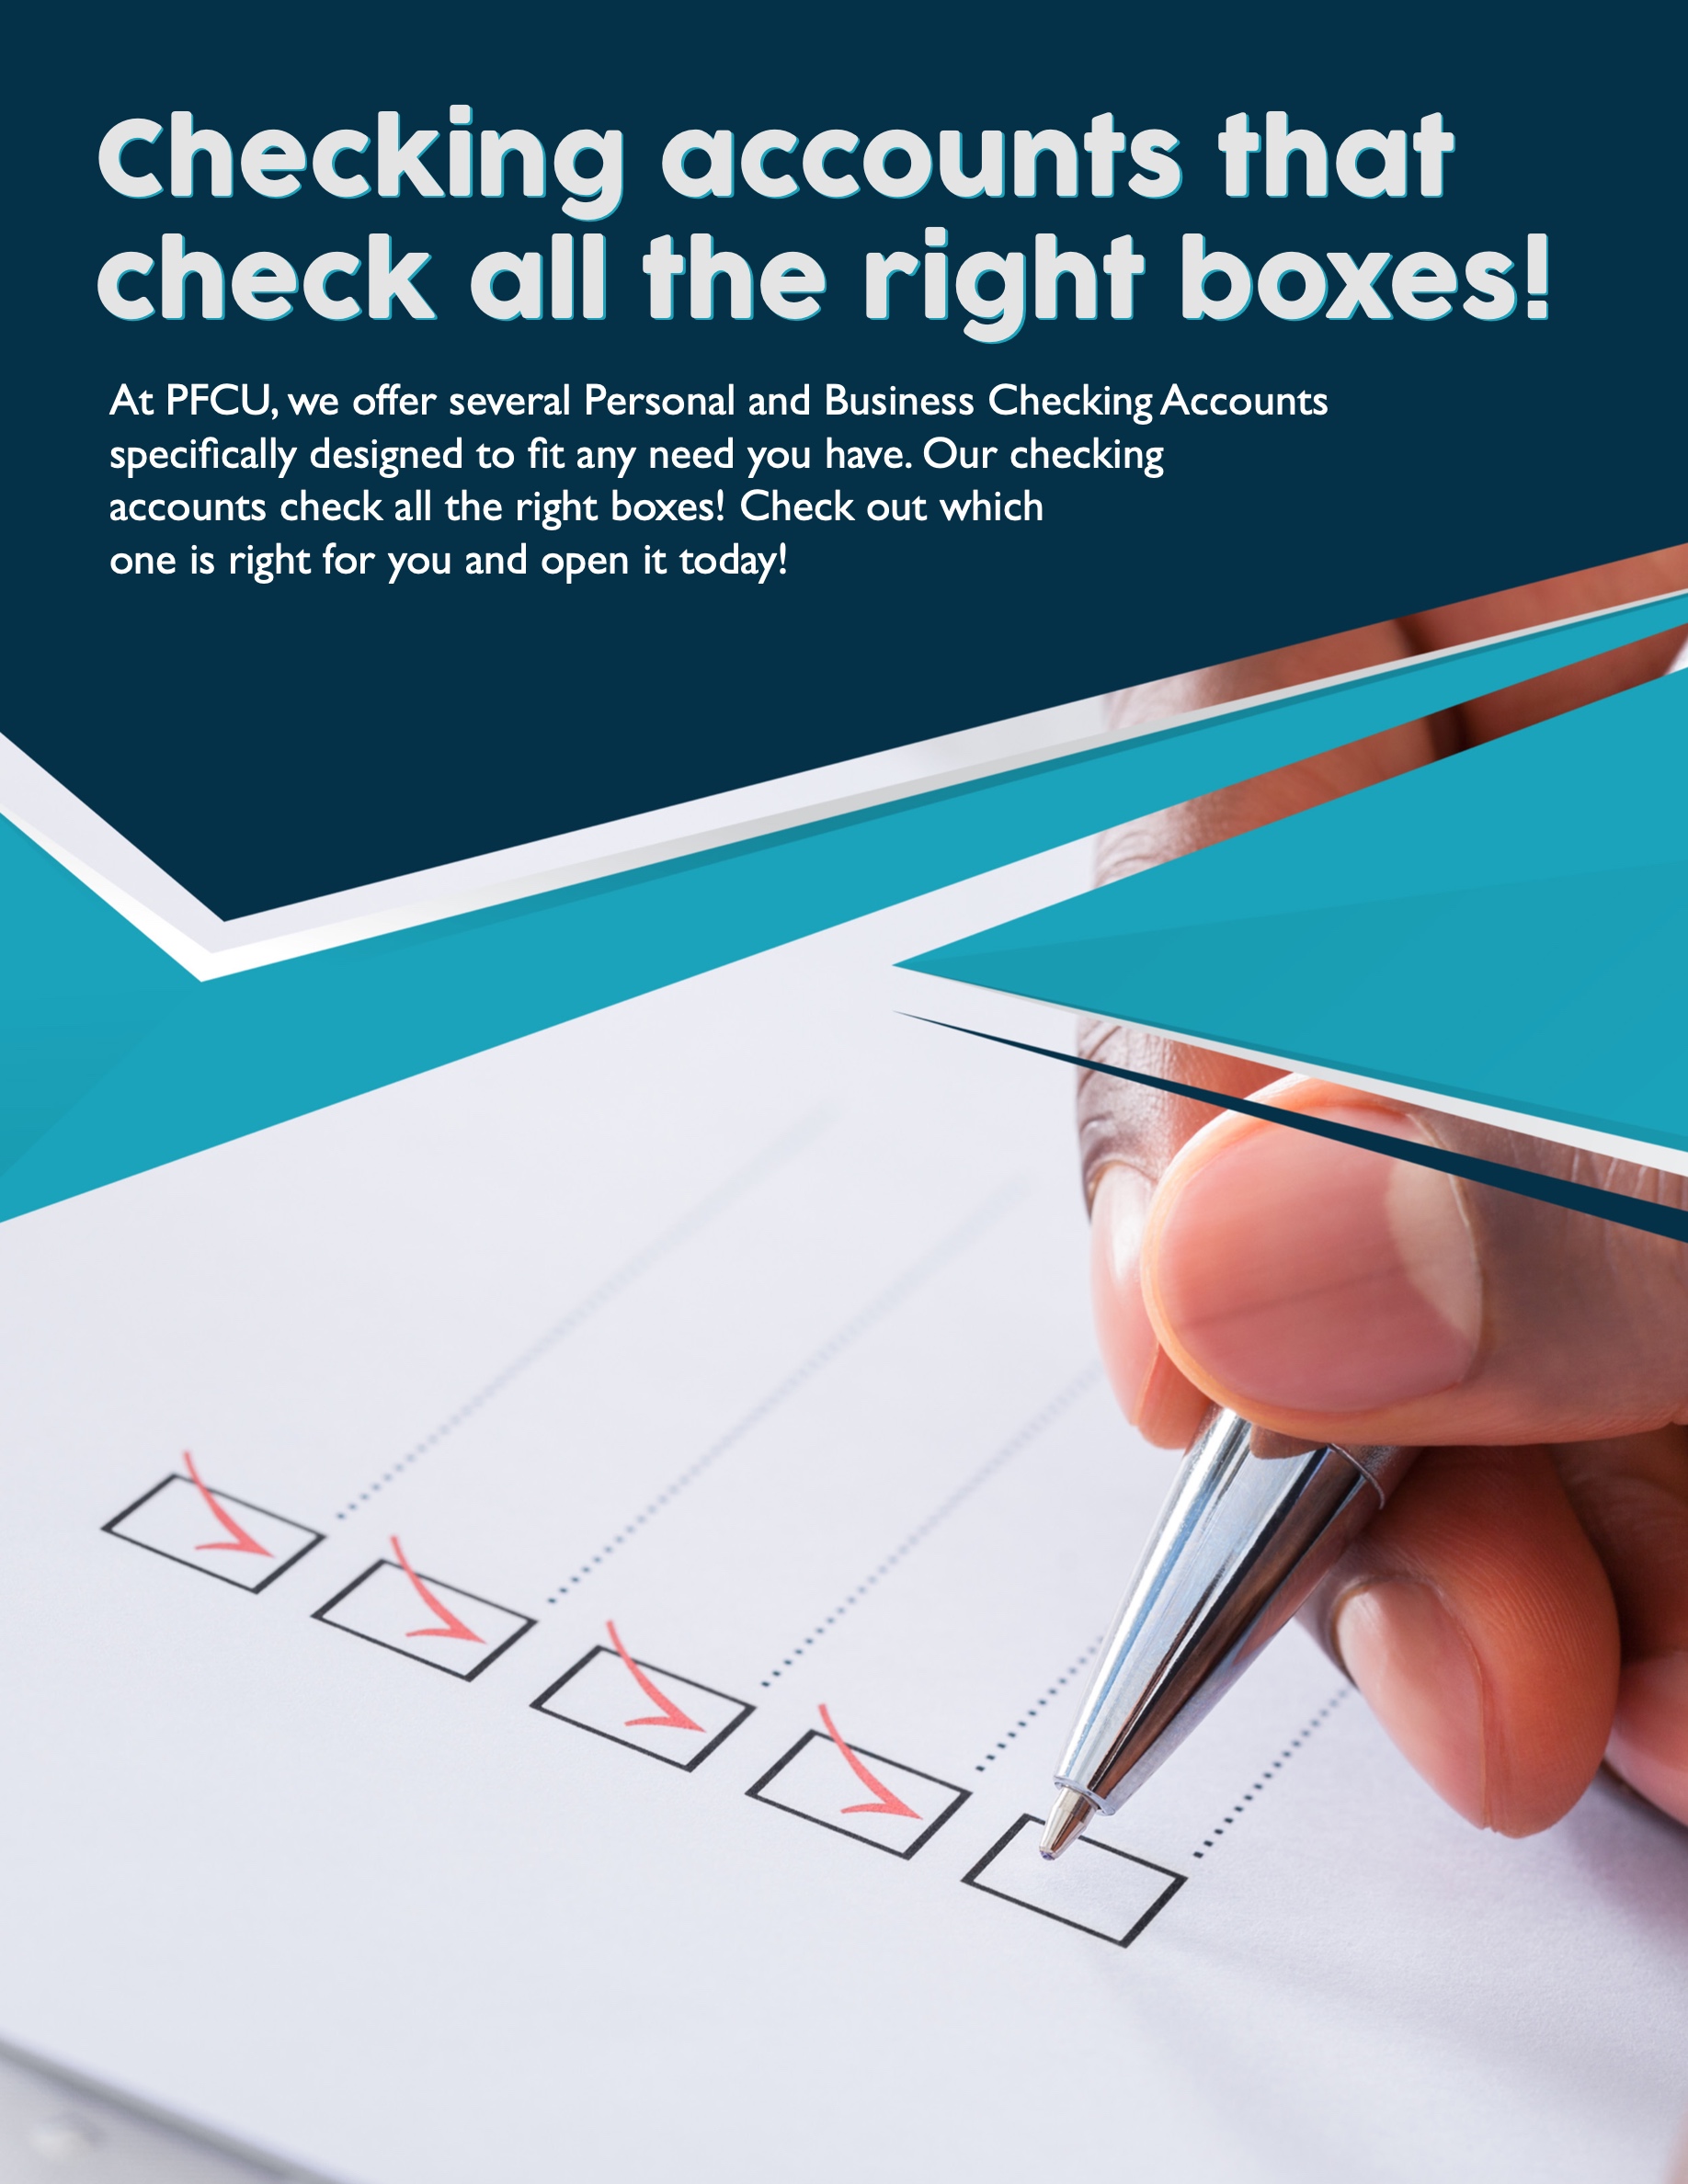 Checking accounts that
check all the right boxes!
At PFCU, we offer several Personal and Business Checking Accounts
specifically designed to fit any need you have. Our checking
accounts check all the right boxes! Check out which
one is right for you and open it today!